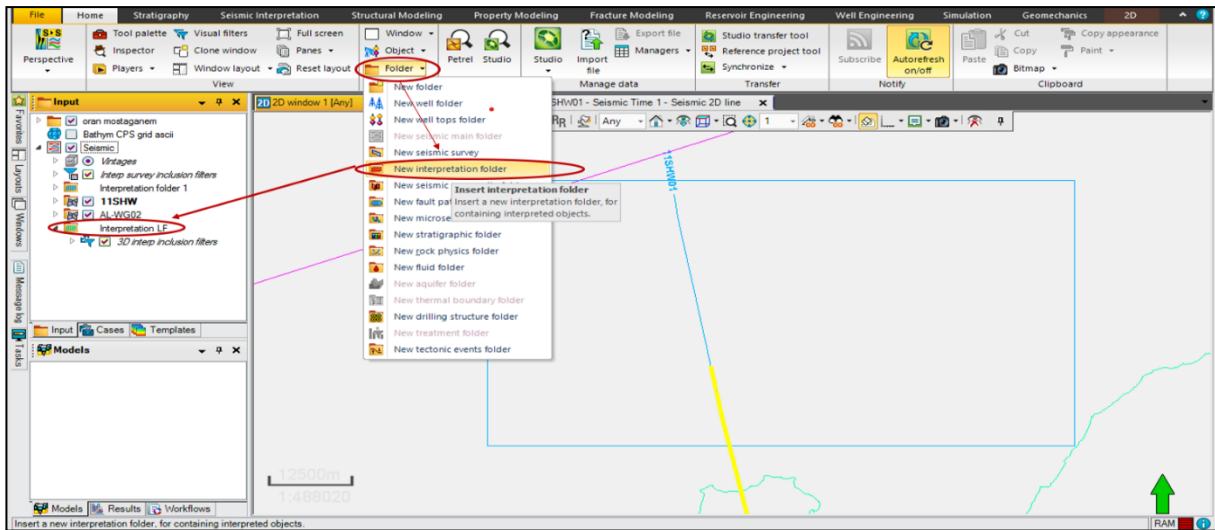 File Home Stratigraphy Seismic Interpretation Structural Modeling Property Modeling Fracture Modeling Reservoir Engineering Well Engineering Simulation Geomechanics 2D
Perspective
Tool palette Visual filters
Inspector Clone window
Players Window layout
Full screen
Panes
Reset layout
View
Window
Object
Folder
Petrel Studio
Studio
Import file
Export file
Managers
Manage data
Studio transfer tool
Reference project tool
Synchronize
Transfer
Subscribe
Autorefresh on/off
Notify
Paste
Cut
Copy
Bitmap
Copy appearance
Paint
Clipboard
Favorites
Layouts
Windows
Message log
Tasks
Input
oran mostaganem
Bathym CPS grid ascii
Seismic
Vintages
Interp survey inclusion filters
Interpretation folder 1
11SHW
AL-WG02
Interpretation LF
3D interp inclusion filters
Input Cases Templates
Models
Models Results Workflows
2D window 1 [Any]
SHW01 - Seismic Time 1 - Seismic 2D line
Any
1
New folder
New well folder
New well tops folder
New seismic main folder
New seismic survey
New interpretation folder
New seismic
New fault pa
New microse
New stratigraphic folder
New rock physics folder
New fluid folder
New aquifer folder
New thermal boundary folder
New drilling structure folder
New treatment folder
New tectonic events folder
Insert interpretation folder
Insert a new interpretation folder, for
containing interpreted objects.
11SHW01
12500m
1:488020
Insert a new interpretation folder, for containing interpreted objects.
RAM